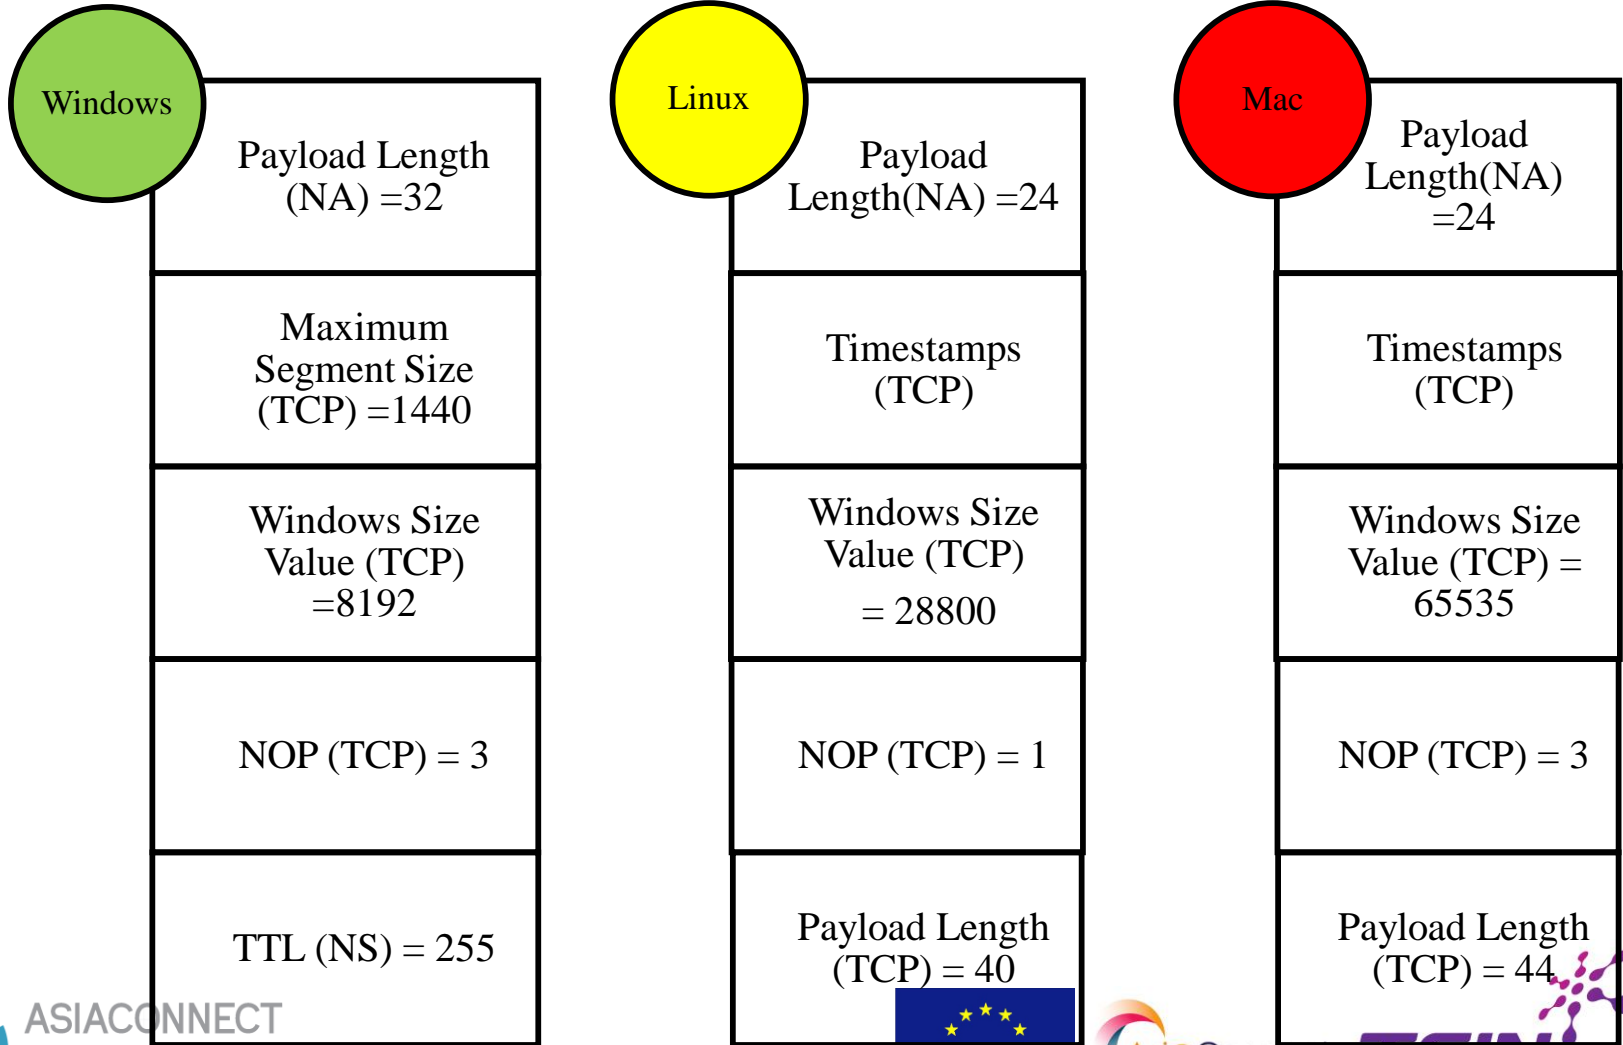 Windows
Payload Length
(NA) =32
Maximum
Segment Size
(TCP) =1440
Windows Size
Value (TCP)
=8192
NOP (TCP) = 3
TTL (NS) = 255
Linux
Payload
Length(NA) =24
Timestamps
(TCP)
Windows Size
Value (TCP)
= 28800
NOP (TCP) = 1
Payload Length
(TCP) = 40
Mac
Payload
Length(NA)
=24
Timestamps
(TCP)
Windows Size
Value (TCP) =
65535
NOP (TCP) = 3
Payload Length
(TCP) = 44
ASIACONNECT